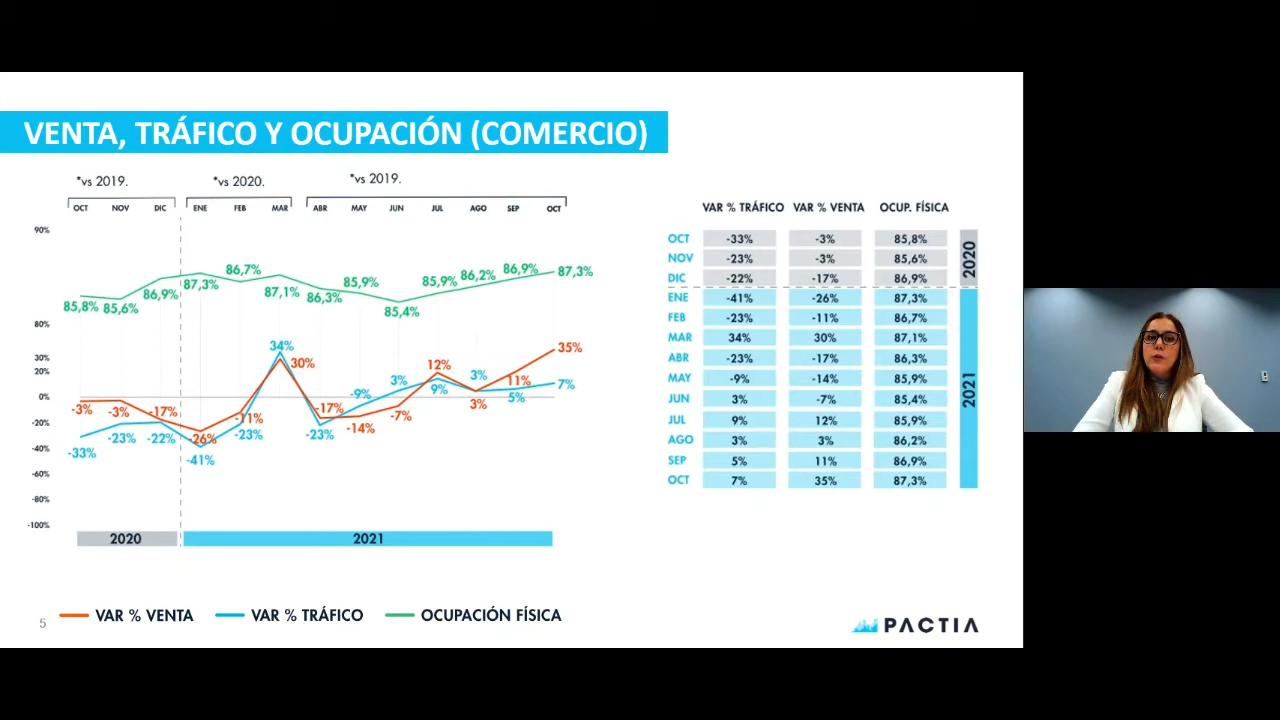 VENTA, TRÁFICO Y OCUPACIÓN (COMERCIO)
*vs 2019. *vs 2020. *vs 2019.
OCT NOV DIC ENE FEB MAR ABR MAY JUN JUL AGO SEP OCT
90%
85,8% 85,6% 86,9% 87,3% 86,7% 87,1% 86,3% 85,9% 85,4% 85,9% 86,2% 86,9% 87,3%
80%
30%
20%
0%
-20%
-40%
-60%
-80%
-100%
-3% -3% -17% -26% -11% 30% -17% -14% -7% 12% 3% 11% 35%
-33% -23% -22% -41% -23% 34% -23% -9% 3% 9% 3% 5% 7%
2020 2021
VAR % VENTA VAR % TRÁFICO OCUPACIÓN FÍSICA
VAR % TRÁFICO VAR % VENTA OCUP. FÍSICA
OCT -33% -3% 85,8%
NOV -23% -3% 85,6%
DIC -22% -17% 86,9%
ENE -41% -26% 87,3%
FEB -23% -11% 86,7%
MAR 34% 30% 87,1%
ABR -23% -17% 86,3%
MAY -9% -14% 85,9%
JUN 3% -7% 85,4%
JUL 9% 12% 85,9%
AGO 3% 3% 86,2%
SEP 5% 11% 86,9%
OCT 7% 35% 87,3%
2020
2021
5
PACTIA